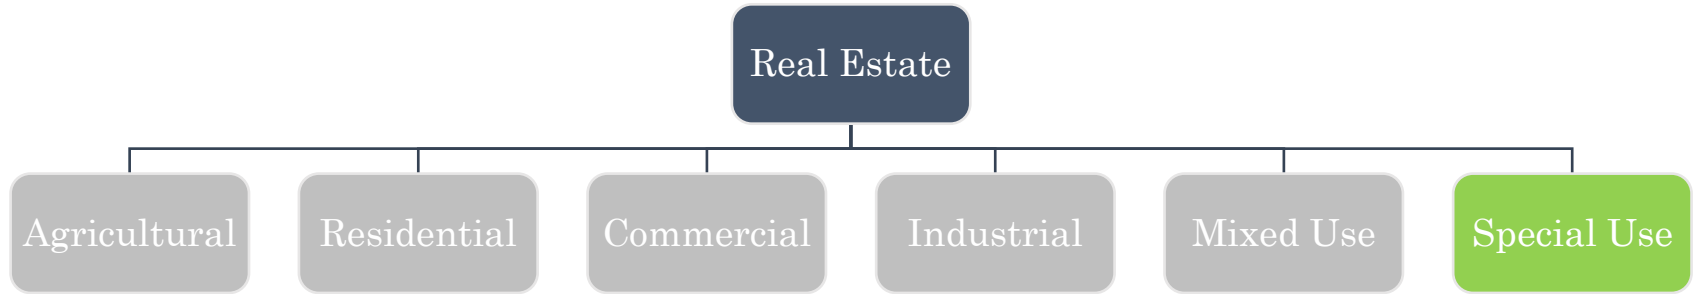 Real Estate
Agricultural
Residential
Commercial
Industrial
Mixed Use
Special Use